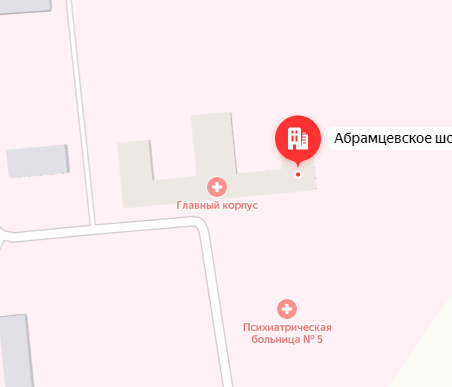 Абрамцевское шо
Главный корпус
Психиатрическая
больница № 5